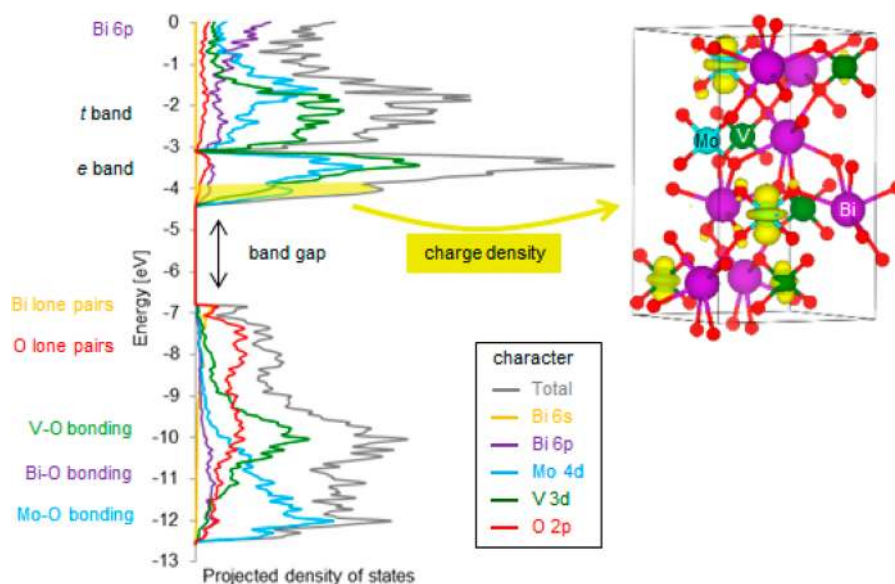 Bi 6p
t band
e band
Bi lone pairs
O lone pairs
V-O bonding
Bi-O bonding
Mo-O bonding
Energy [eV]
0
-1
-2
-3
-4
-5
-6
-7
-8
-9
-10
-11
-12
-13
Projected density of states
band gap
charge density
character
Total
Bi 6s
Bi 6p
Mo 4d
V 3d
O 2p
Mo
V
Bi